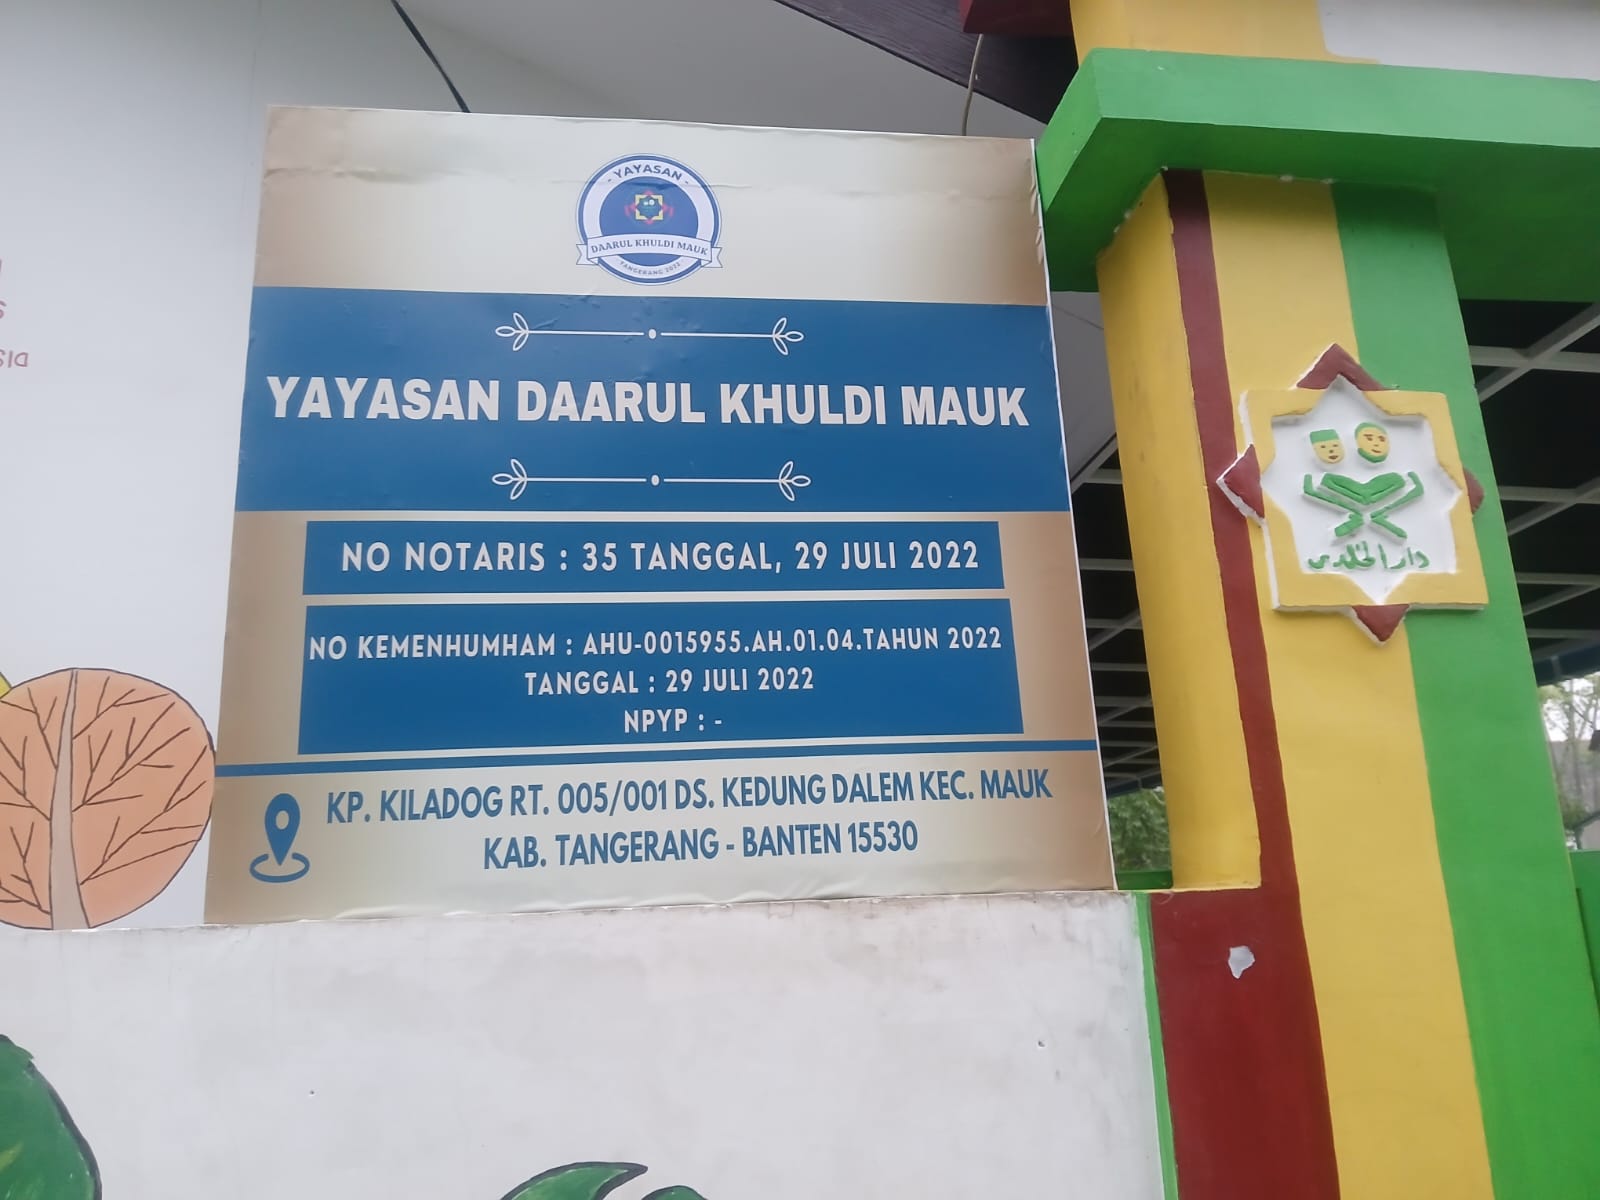 YAYASAN
DAARUL KHULDI MAUK
TANGERANG 2022
YAYASAN DAARUL KHULDI MAUK
NO NOTARIS : 35 TANGGAL, 29 JULI 2022
NO KEMENHUMHAM : AHU-0015955.AH.01.04.TAHUN 2022
TANGGAL : 29 JULI 2022
NPYP : -
KP. KILADOG RT. 005/001 DS. KEDUNG DALEM KEC. MAUK
KAB. TANGERANG - BANTEN 15530
دار الخلدى